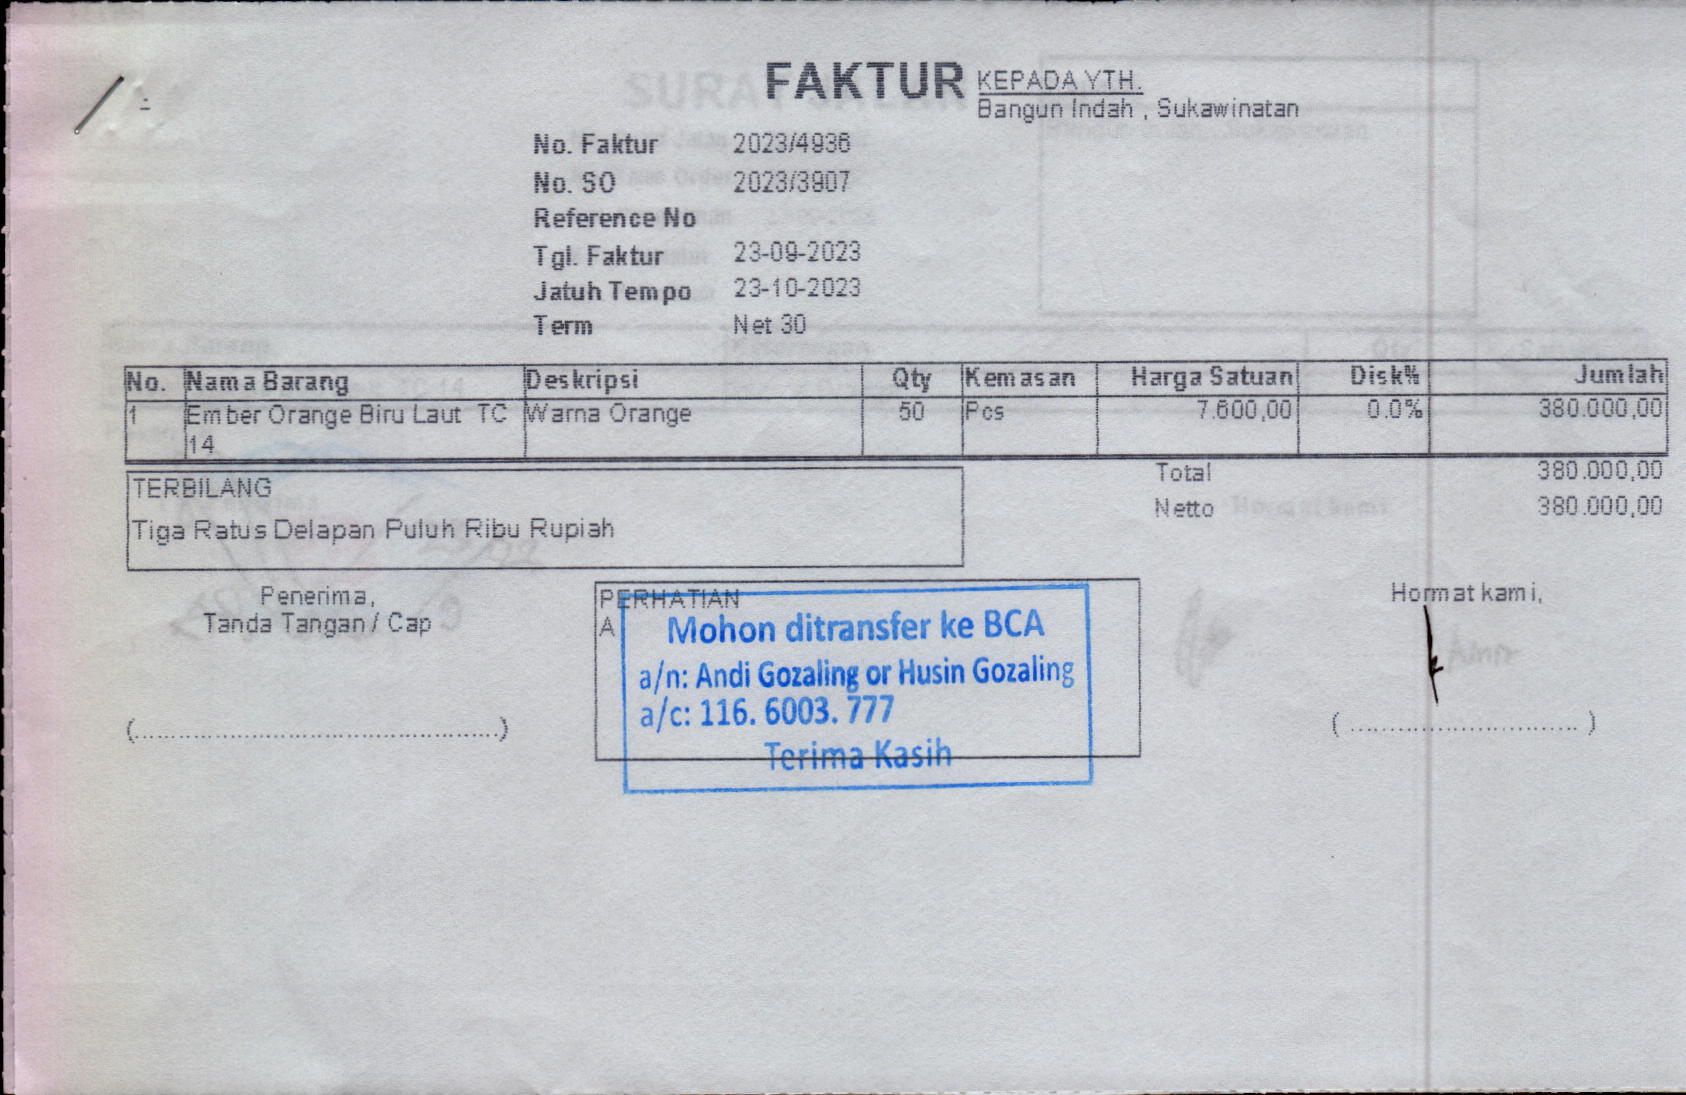 FAKTUR
KEPADA YTH.
Bangun Indah , Sukawinatan
No. Faktur 2023/4936
No. SO 2023/3907
Reference No
Tgl. Faktur 23-09-2023
Jatuh Tempo 23-10-2023
Term Net 30
No. Nama Barang Deskripsi Qty Kemasan Harga Satuan Disk% Jumlah
1 Ember Orange Biru Laut TC Warna Orange 50 Pcs 7.600,00 0.0% 380.000,00
14
Total 380.000,00
Netto 380.000,00
TERBILANG
Tiga Ratus Delapan Puluh Ribu Rupiah
Penerima,
Tanda Tangan / Cap
(..............................................)
PERHATIAN
A
Mohon ditransfer ke BCA
a/n: Andi Gozaling or Husin Gozaling
a/c: 116. 6003. 777
Terima Kasih
Hormat kami,
( ............................ )